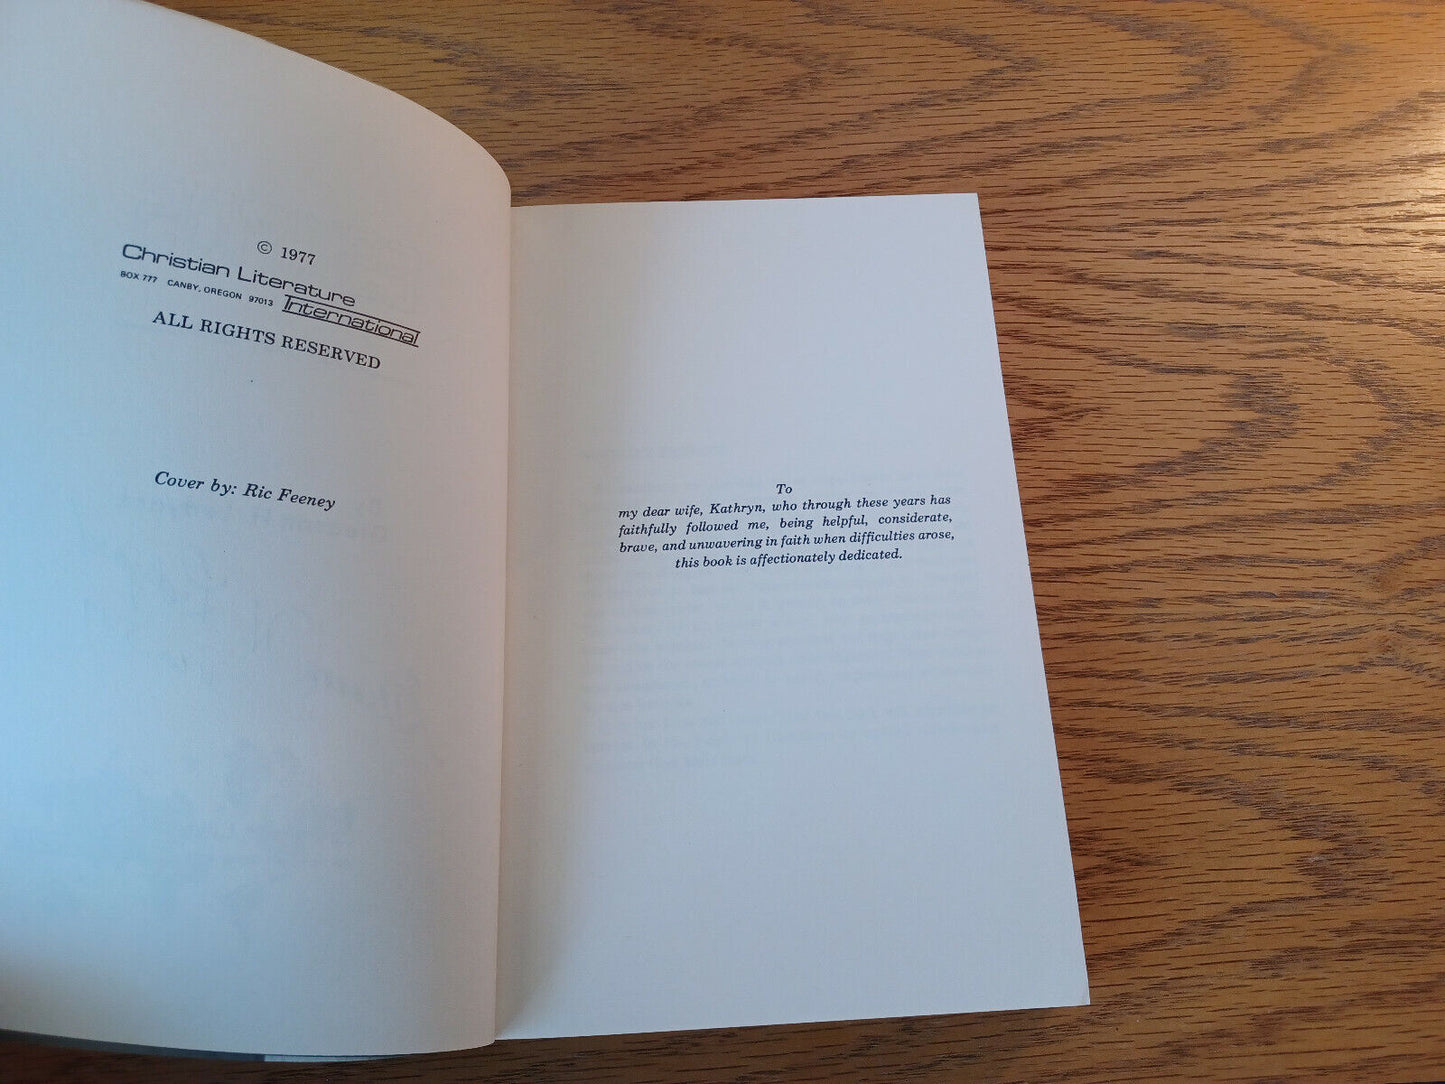 © 1977
Christian Literature
BOX 777 CANBY, OREGON 97013 International
ALL RIGHTS RESERVED
Cover by: Ric Feeney
To
my dear wife, Kathryn, who through these years has
faithfully followed me, being helpful, considerate,
brave, and unwavering in faith when difficulties arose,
this book is affectionately dedicated.